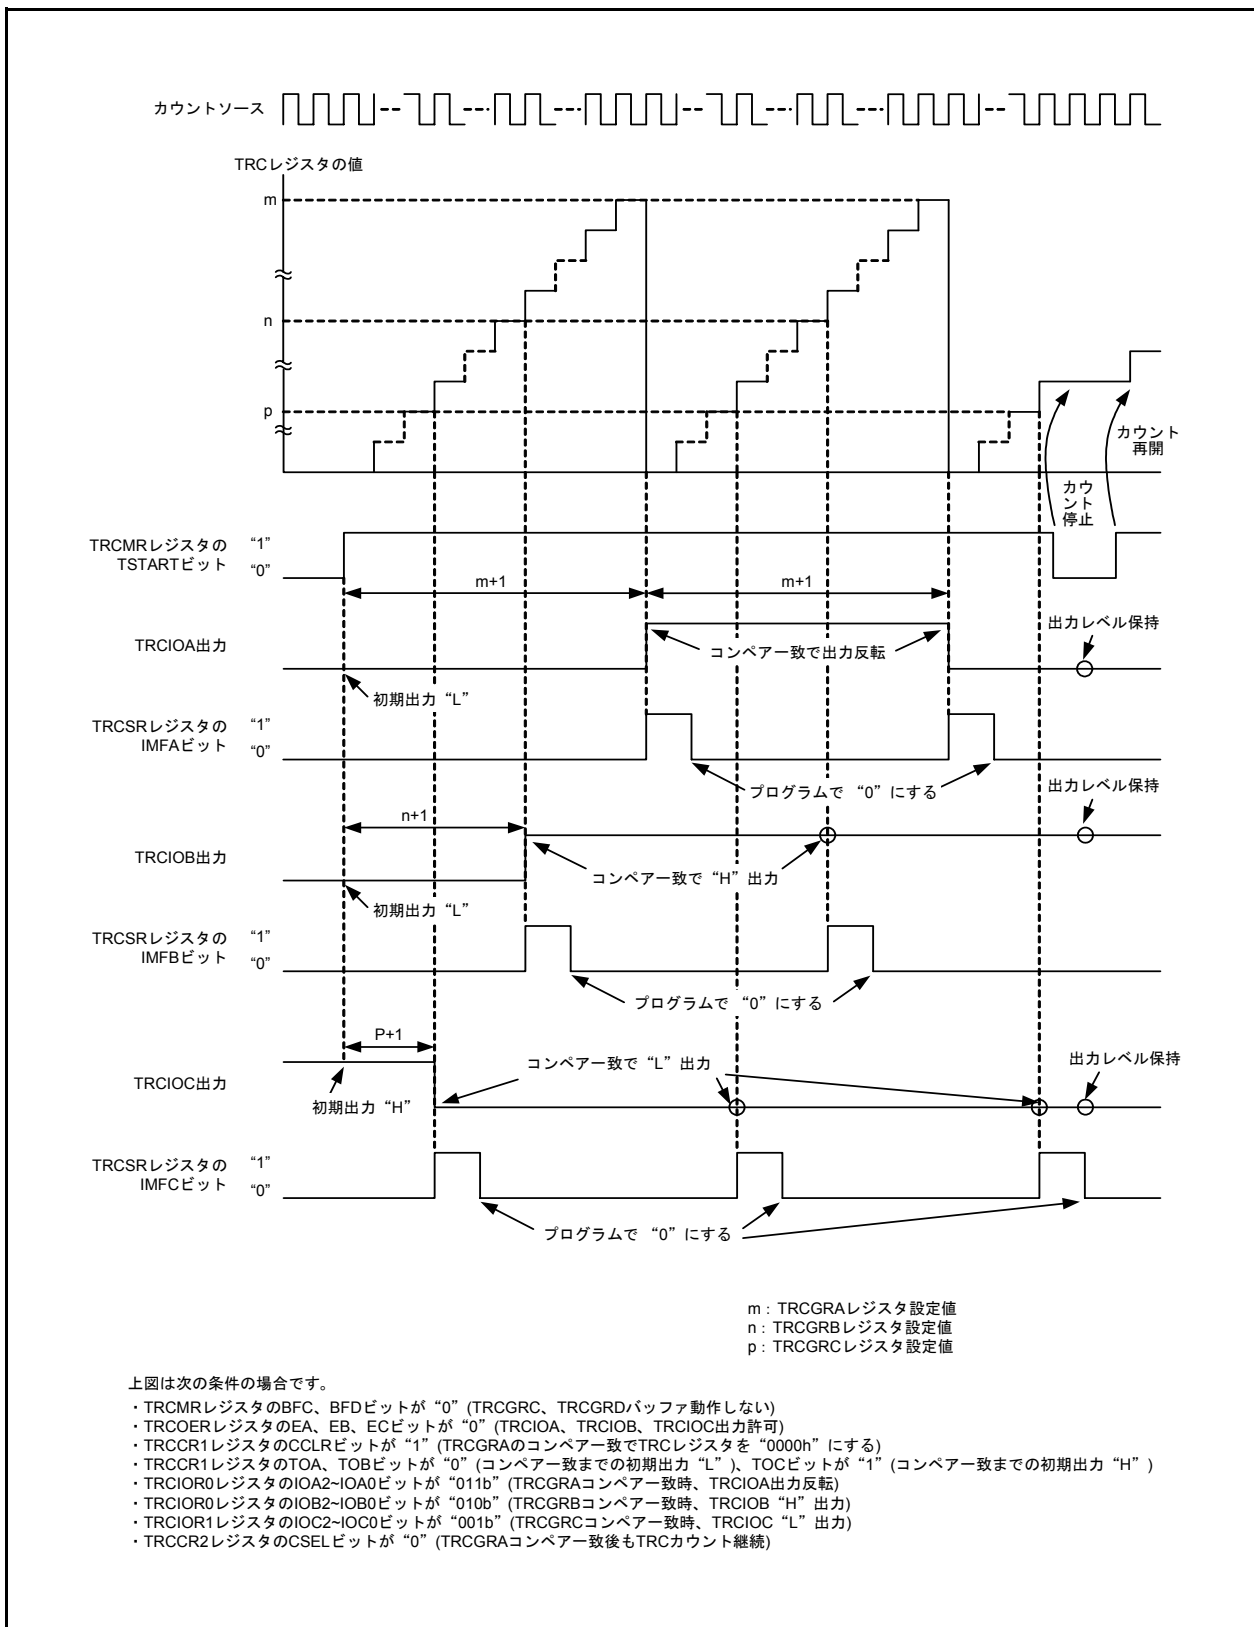 カウントソース
TRCレジスタの値
m
n
p
カウント
再開
カウ
ント
停止
TRCMRレジスタの
TSTARTビット
“1”
“0”
m+1
m+1
TRCIOA出力
コンペアー致で出力反転
出力レベル保持
初期出力“L”
TRCSRレジスタの
IMFAビット
“1”
“0”
プログラムで “0”にする
出力レベル保持
n+1
TRCIOB出力
コンペアー致で“H”出力
初期出力“L”
TRCSRレジスタの
IMFBビット
“1”
“0”
プログラムで “0”にする
P+1
コンペアー致で“L”出力
出力レベル保持
TRCIOC出力
初期出力“H”
TRCSRレジスタの
IMFCビット
“1”
“0”
プログラムで “0”にする
m : TRCGRAレジスタ設定値
n : TRCGRBレジスタ設定値
p : TRCGRCレジスタ設定値
上図は次の条件の場合です。
・TRCMRレジスタのBFC、BFDビットが“0”(TRCGRC、TRCGRDバッファ動作しない)
・TRCOERレジスタのEA、EB、ECビットが“0”(TRCIOA、TRCIOB、TRCIOC出力許可)
・TRCCR1レジスタのCCLRビットが“1”(TRCGRAのコンペアー致でTRCレジスタを“0000h”にする)
・TRCCR1レジスタのTOA、TOBビットが“0”(コンペアー致までの初期出力“L”)、TOCビットが“1”(コンペアー致までの初期出力“H”)
・TRCIOR0レジスタのIOA2~IOA0ビットが“011b”(TRCGRAコンペアー致時、TRCIOA出力反転)
・TRCIOR0レジスタのIOB2~IOB0ビットが“010b”(TRCGRBコンペアー致時、TRCIOB“H”出力)
・TRCIOR1レジスタのIOC2~IOC0ビットが“001b”(TRCGRCコンペアー致時、TRCIOC“L”出力)
・TRCCR2レジスタのCSELビットが“0”(TRCGRAコンペアー致後もTRCカウント継続)